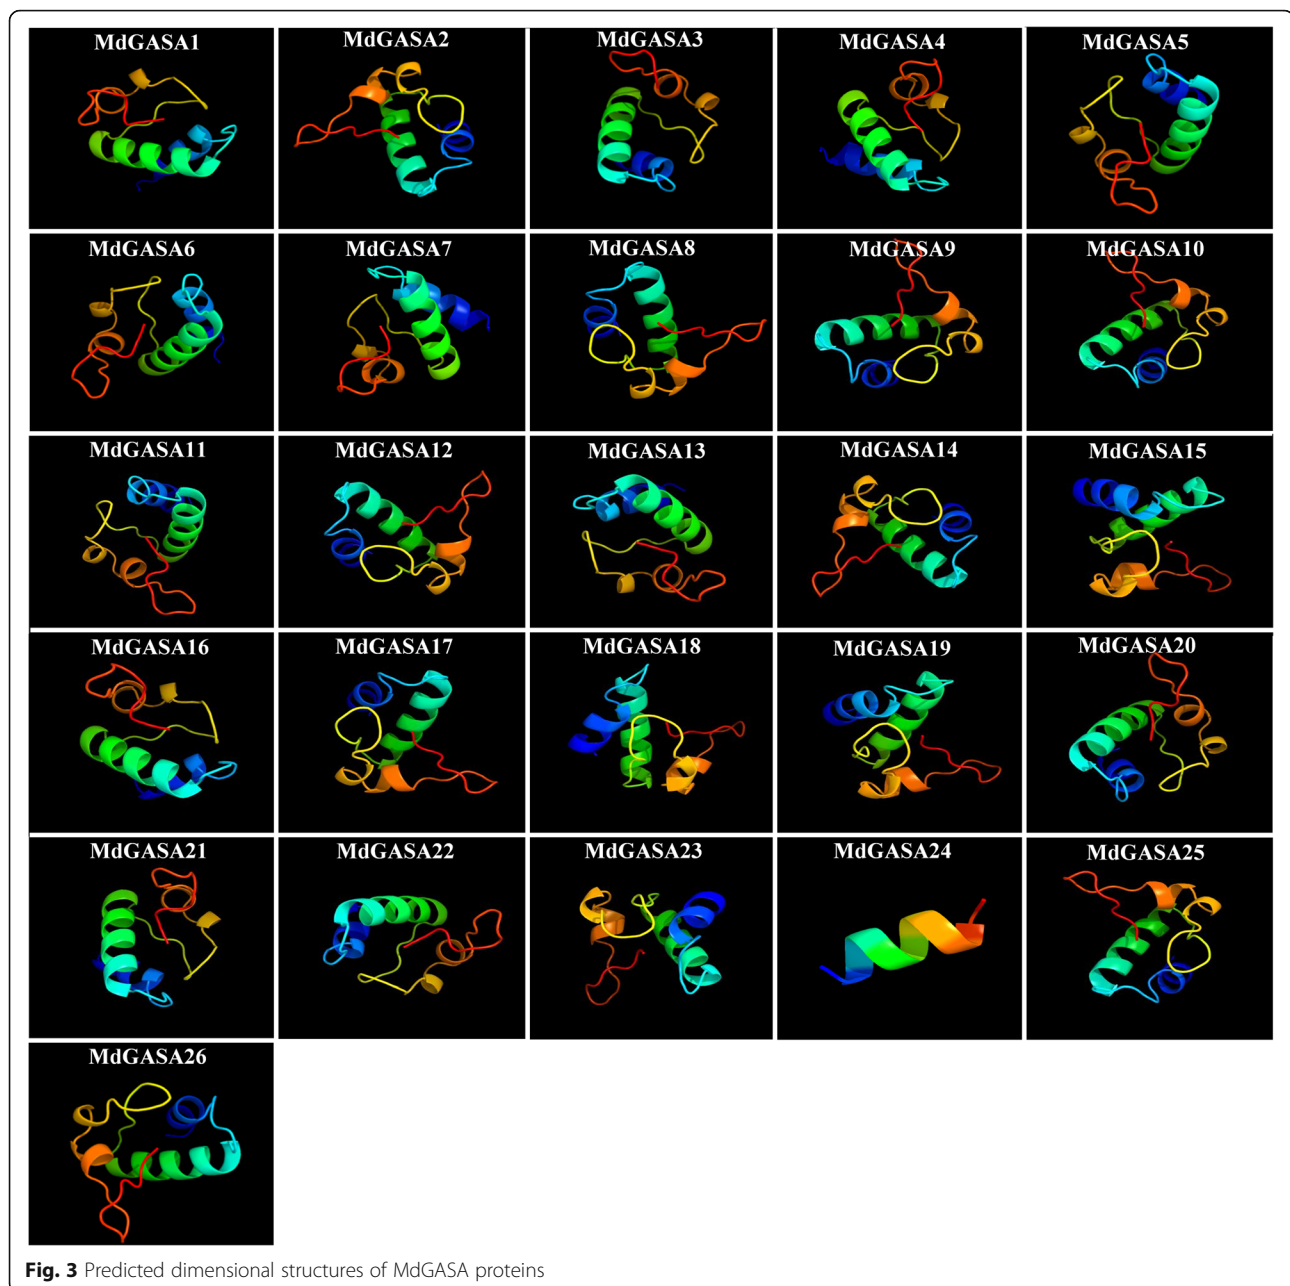 MdGASA1
MdGASA2
MdGASA3
MdGASA4
MdGASA5
MdGASA6
MdGASA7
MdGASA8
MdGASA9
MdGASA10
MdGASA11
MdGASA12
MdGASA13
MdGASA14
MdGASA15
MdGASA16
MdGASA17
MdGASA18
MdGASA19
MdGASA20
MdGASA21
MdGASA22
MdGASA23
MdGASA24
MdGASA25
MdGASA26
Fig. 3 Predicted dimensional structures of MdGASA proteins